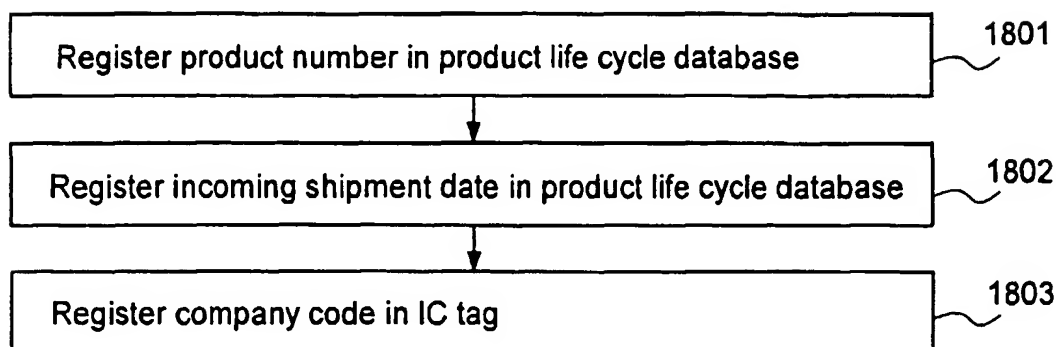 Register product number in product life cycle database
1801
Register incoming shipment date in product life cycle database
1802
Register company code in IC tag
1803